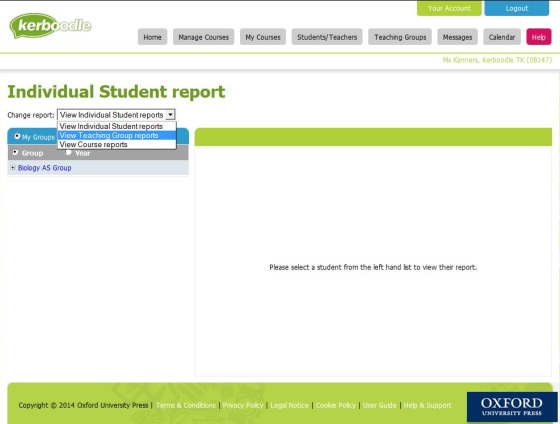 Your Account Logout
kerboodle
Home Manage Courses My Courses Students/Teachers Teaching Groups Messages Calendar Help
Ms Kanners, Kerboodle TK (08147)
Individual Student report
Change report: View Individual Student reports
View Individual Student reports
My Groups View Teaching Group reports
View Course reports
Group Year
Biology AS Group
Please select a student from the left hand list to view their report.
Copyright © 2014 Oxford University Press | Terms & Conditions | Privacy Policy | Legal Notice | Cookie Policy | User Guide | Help & Support
OXFORD
UNIVERSITY PRESS